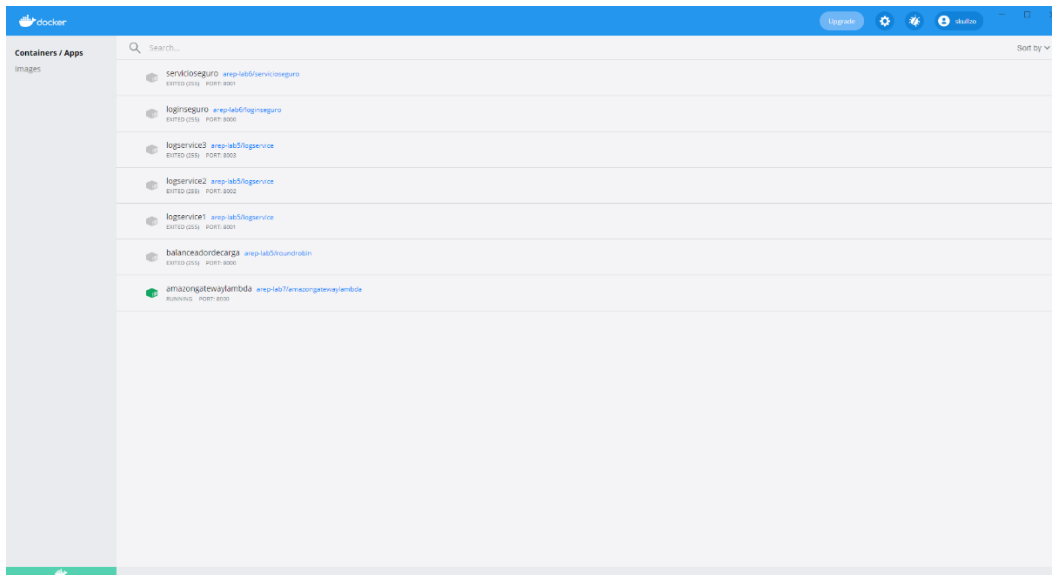 docker
Upgrade
skullzo
Containers / Apps
Search...
Sort by
Images
servicioseguro arep-lab6/servicioseguro
EXITED (255) PORT: 8001
loginseguro arep-lab6/loginseguro
EXITED (255) PORT: 8000
logservice3 arep-lab5/logservice
EXITED (255) PORT: 8003
logservice2 arep-lab5/logservice
EXITED (255) PORT: 8002
logservice1 arep-lab5/logservice
EXITED (255) PORT: 8001
balanceadordecarga arep-lab5/roundrobin
EXITED (255) PORT: 8000
amazongatewaylambda arep-lab7/amazongatewaylambda
RUNNING PORT: 8000